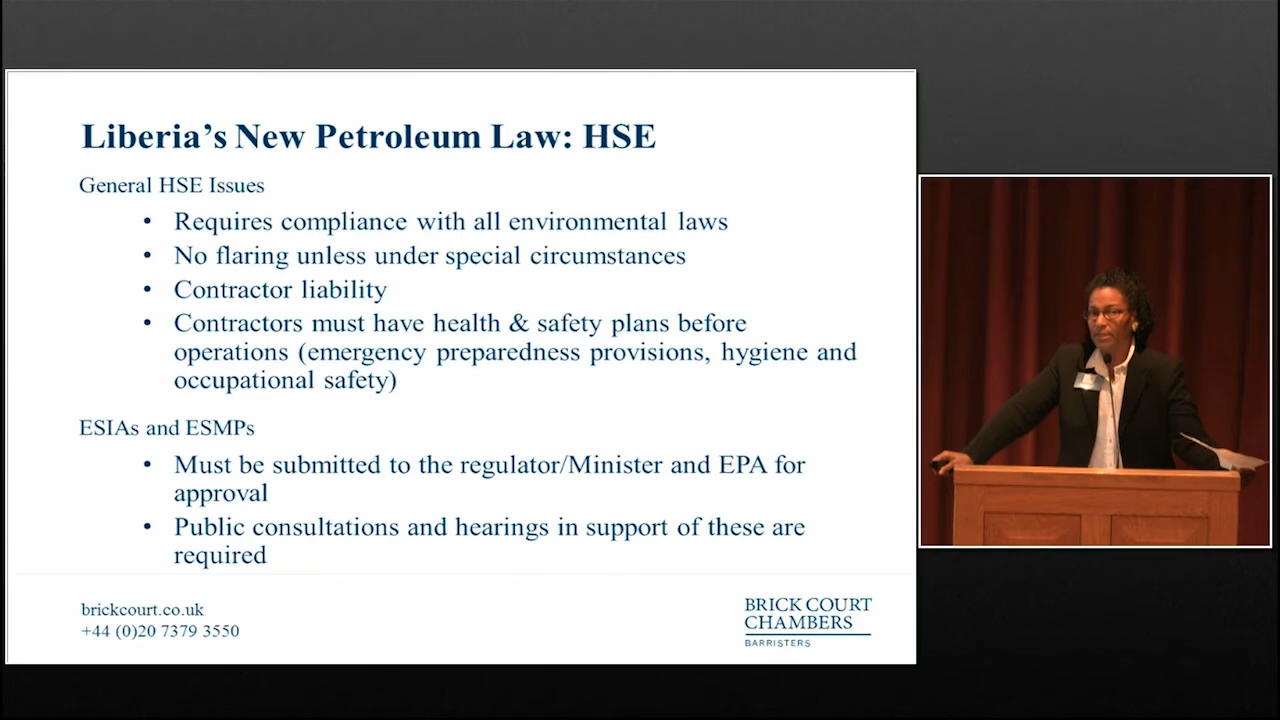 Liberia's New Petroleum Law: HSE
General HSE Issues
• Requires compliance with all environmental laws
• No flaring unless under special circumstances
• Contractor liability
• Contractors must have health & safety plans before
operations (emergency preparedness provisions, hygiene and
occupational safety)
ESIAs and ESMPs
• Must be submitted to the regulator/Minister and EPA for
approval
• Public consultations and hearings in support of these are
required
brickcourt.co.uk
+44 (0)20 7379 3550
BRICK COURT
CHAMBERS
BARRISTERS